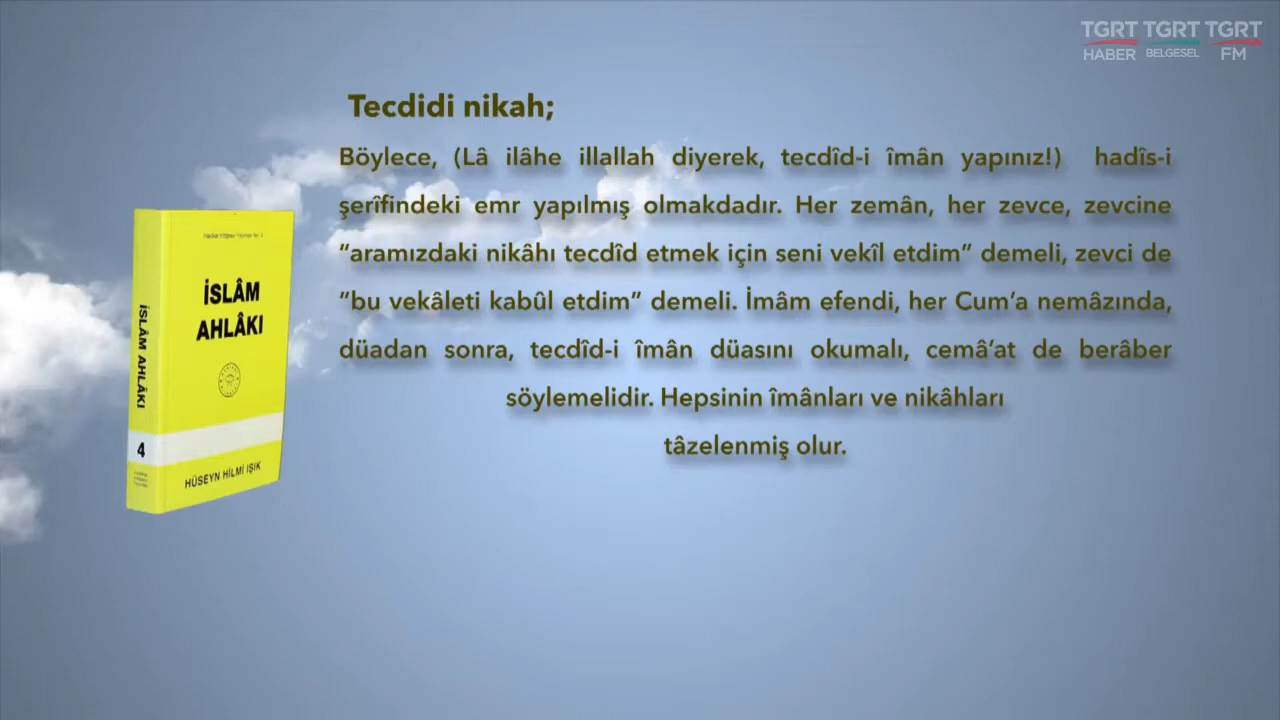 TGRT TGRT TGRT
HABER BELGESEL FM
Tecdidi nikah;
Böylece, (Lâ ilâhe illallah diyerek, tecdîd-i îmân yapınız!) hadîs-i
şerîfindeki emr yapılmış olmakdadır. Her zemân, her zevce, zevcine
“aramızdaki nikâhı tecdîd etmek için seni vekîl etdim” demeli, zevci de
“bu vekâleti kabûl etdim” demeli. İmâm efendi, her Cum’a nemâzında,
düadan sonra, tecdîd-i îmân düasını okumalı, cemâ’at de berâber
söylemelidir. Hepsinin îmânları ve nikâhları
tâzelenmiş olur.
İSLÂM
AHLÂKI
HÜSEYN HİLMİ IŞIK
İSLÂM AHLÂKI
4